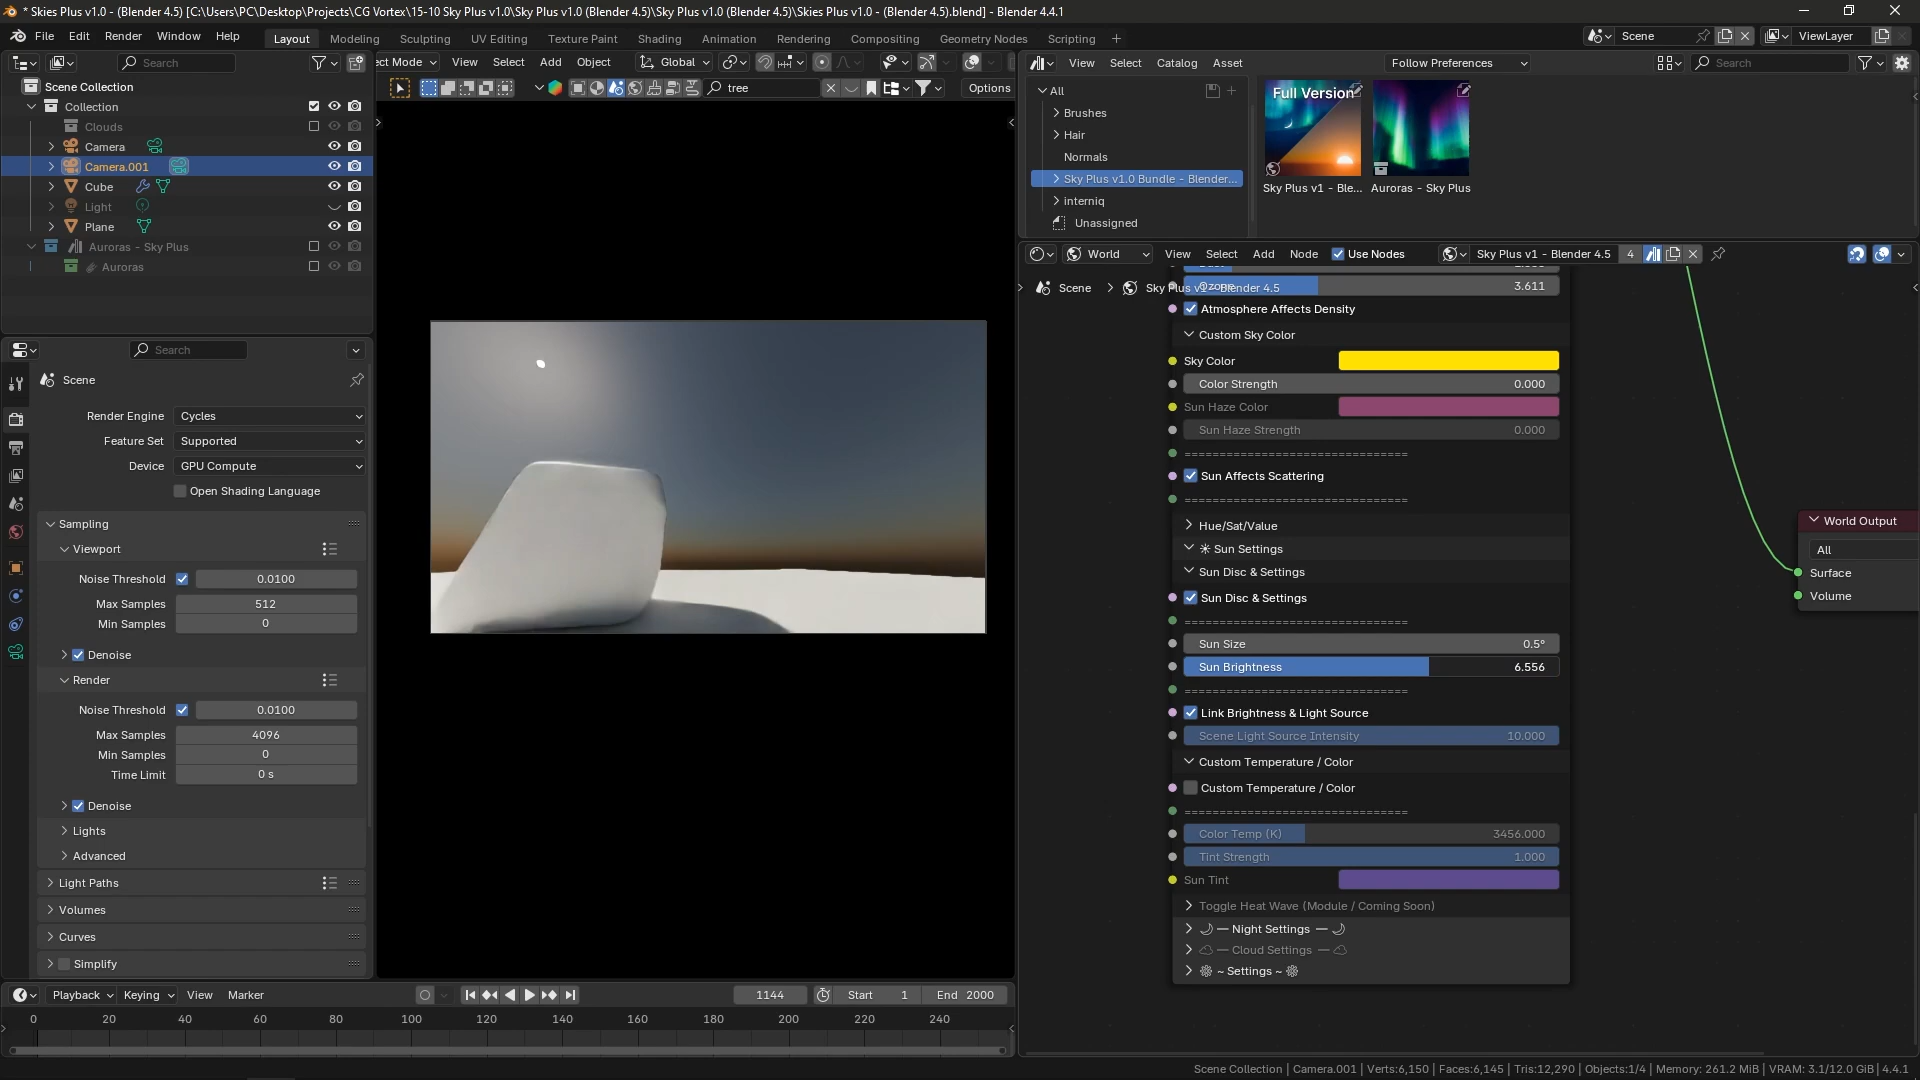 * Skies Plus v1.0 - (Blender 4.5) [C:\Users\PC\Desktop\Projects\CG Vortex\15-10 Sky Plus v1.0\Sky Plus v1.0 (Blender 4.5)\Sky Plus v1.0 (Blender 4.5)\Skies Plus v1.0 - (Blender 4.5).blend] - Blender 4.4.1
File Edit Render Window Help Layout Modeling Sculpting UV Editing Texture Paint Shading Animation Rendering Compositing Geometry Nodes Scripting + Scene ViewLayer
Search
ect Mode View Select Add Object Global
tree Options
View Select Catalog Asset Follow Preferences Search
Scene Collection
Collection
Clouds
Camera
Camera.001
Cube
Light
Plane
Auroras - Sky Plus
Auroras
All
Brushes
Hair
Normals
Sky Plus v1.0 Bundle - Blender...
interniq
Unassigned
Full Version
Sky Plus v1 - Ble...
Auroras - Sky Plus
World View Select Add Node Use Nodes Sky Plus v1 - Blender 4.5 4
Scene Sky Plus v1 - Blender 4.5
3.611
Atmosphere Affects Density
Custom Sky Color
Sky Color
Color Strength 0.000
Sun Haze Color
Sun Haze Strength 0.000
================================
Sun Affects Scattering
================================
Hue/Sat/Value
☀ Sun Settings
Sun Disc & Settings
Sun Disc & Settings
================================
Sun Size 0.5°
Sun Brightness 6.556
================================
Link Brightness & Light Source
Scene Light Source Intensity 10.000
Custom Temperature / Color
Custom Temperature / Color
================================
Color Temp (K) 3456.000
Tint Strength 1.000
Sun Tint
Toggle Heat Wave (Module / Coming Soon)
🌙 — Night Settings — 🌙
☁ — Cloud Settings — ☁
~ Settings ~
World Output
All
Surface
Volume
Search
Scene
Render Engine Cycles
Feature Set Supported
Device GPU Compute
Open Shading Language
Sampling
Viewport
Noise Threshold 0.0100
Max Samples 512
Min Samples 0
Denoise
Render
Noise Threshold 0.0100
Max Samples 4096
Min Samples 0
Time Limit 0 s
Denoise
Lights
Advanced
Light Paths
Volumes
Curves
Simplify
Playback Keying View Marker 1144 Start 1 End 2000
0 20 40 60 80 100 120 140 160 180 200 220 240
Scene Collection | Camera.001 | Verts:6,150 | Faces:6,145 | Tris:12,290 | Objects:1/4 | Memory: 261.2 MiB | VRAM: 3.1/12.0 GiB | 4.4.1